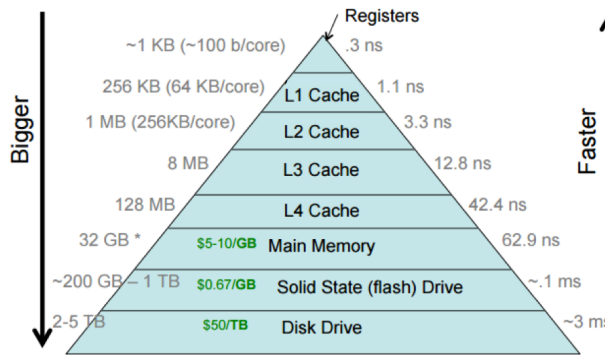 Registers
~1 KB (~100 b/core) .3 ns
256 KB (64 KB/core) L1 Cache 1.1 ns
1 MB (256KB/core) L2 Cache 3.3 ns
Bigger
Faster
8 MB L3 Cache 12.8 ns
128 MB L4 Cache 42.4 ns
32 GB * $5-10/GB Main Memory 62.9 ns
~200 GB – 1 TB $0.67/GB Solid State (flash) Drive ~.1 ms
2-5 TB $50/TB Disk Drive ~3 ms